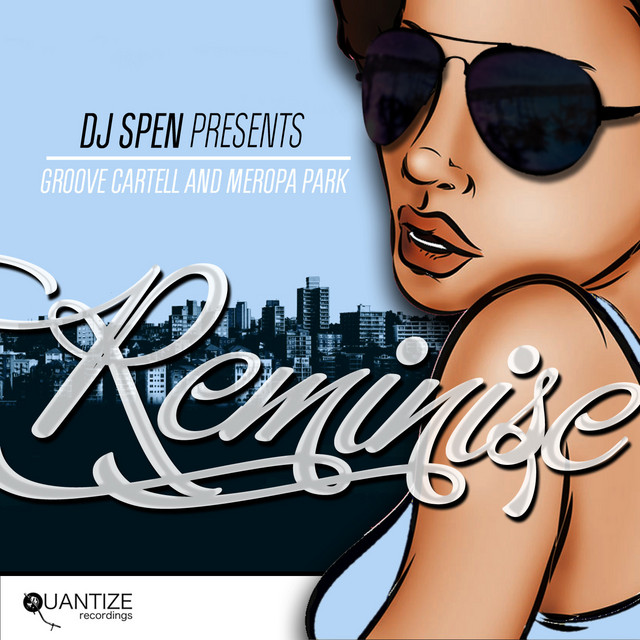 DJ SPEN PRESENTS
GROOVE CARTELL AND MEROPA PARK
Reminise
QUANTIZE
recordings